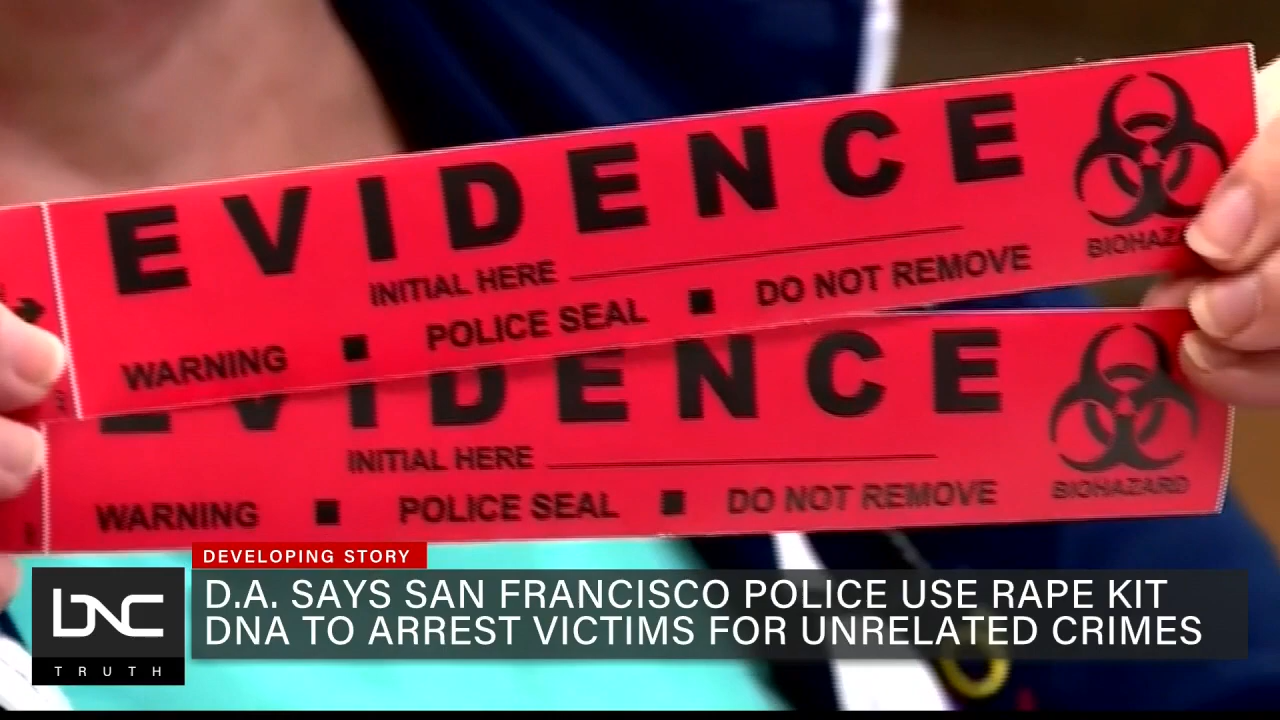 EVIDENCE
INITIAL HERE
WARNING ■ POLICE SEAL ■ DO NOT REMOVE
EVIDENCE
INITIAL HERE
BIOHAZARD
WARNING ■ POLICE SEAL ■ DO NOT REMOVE
DEVELOPING STORY
BNC
TRUTH
D.A. SAYS SAN FRANCISCO POLICE USE RAPE KIT
DNA TO ARREST VICTIMS FOR UNRELATED CRIMES